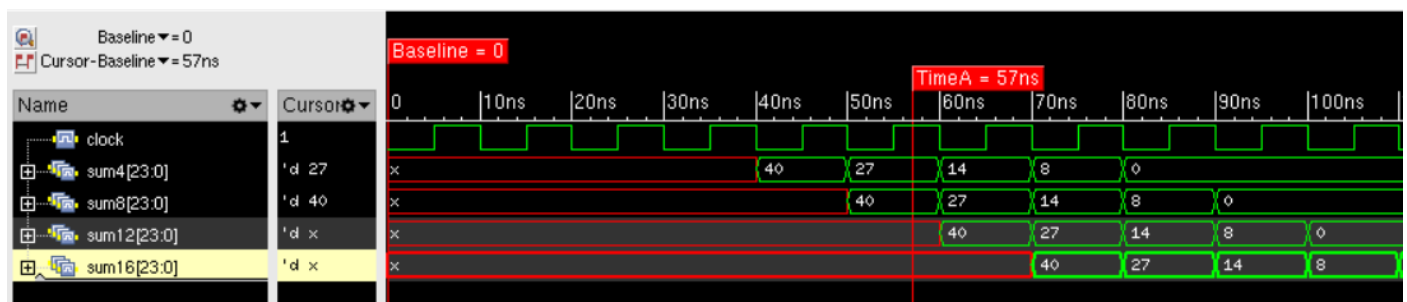 Baseline▼=0
Cursor-Baseline▼=57ns
Baseline = 0
TimeA = 57ns
Name Cursor 0 10ns 20ns 30ns 40ns 50ns 60ns 70ns 80ns 90ns 100ns
clock 1
sum4[23:0] 'd 27 x 40 27 14 8 0
sum8[23:0] 'd 40 x 40 27 14 8 0
sum12[23:0] 'd x x 40 27 14 8 0
sum16[23:0] 'd x x 40 27 14 8